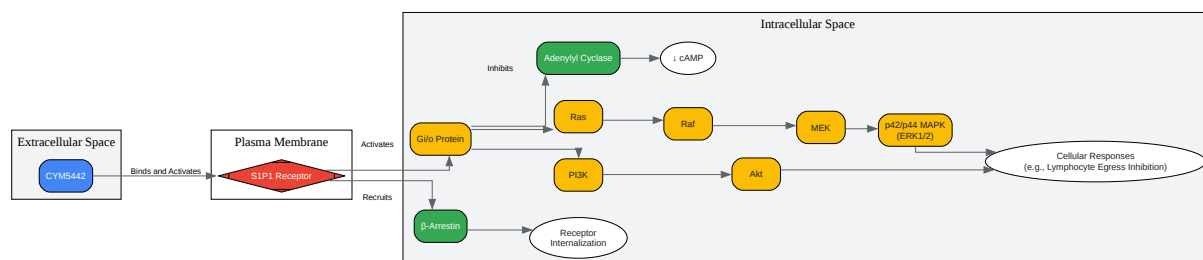 Intracellular Space
Adenylyl Cyclase
↓ cAMP
Inhibits
Ras
Raf
MEK
p42/p44 MAPK
(ERK1/2)
Extracellular Space
Plasma Membrane
Activates
Gi/o Protein
Cellular Responses
(e.g., Lymphocyte Egress Inhibition)
CYM5442
Binds and Activates
S1P1 Receptor
PI3K
Akt
Recruits
β-Arrestin
Receptor
Internalization